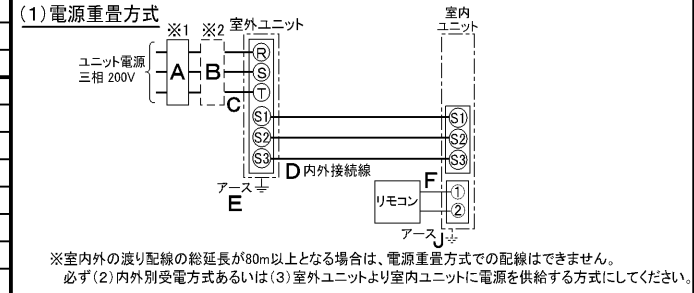 (1)電源重畳方式
※1 ※2 室外ユニット
室内
ユニット
ユニット電源
三相 200V
A
B
C
R
S
T
S1
S2
S3
S1
S2
S3
D 内外接続線
アース
E
リモコン
F
①
②
アース J
※室内外の渡り配線の総延長が80m以上となる場合は、電源重畳方式での配線はできません。
必ず(2)内外別受電方式あるいは(3)室外ユニットより室内ユニットに電源を供給する方式にしてください。